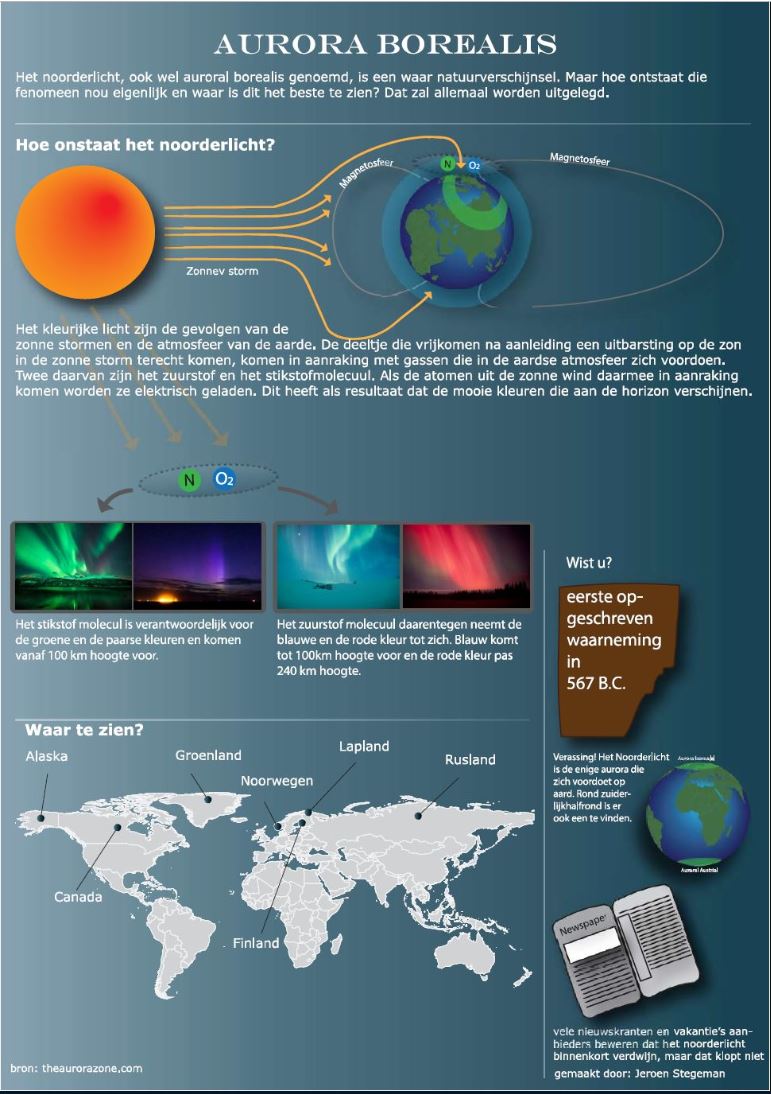 AURORA BOREALIS
Het noorderlicht, ook wel auroral borealis genoemd, is een waar natuurverschijnsel. Maar hoe ontstaat die
fenomeen nou eigenlijk en waar is dit het beste te zien? Dat zal allemaal worden uitgelegd.
Hoe onstaat het noorderlicht?
Magnetosfeer
N
O2
Magnetosfeer
Zonnev storm
Het kleurijke licht zijn de gevolgen van de
zonne stormen en de atmosfeer van de aarde. De deeltje die vrijkomen na aanleiding een uitbarsting op de zon
in de zonne storm terecht komen, komen in aanraking met gassen die in de aardse atmosfeer zich voordoen.
Twee daarvan zijn het zuurstof en het stikstofmolecuul. Als de atomen uit de zonne wind daarmee in aanraking
komen worden ze elektrisch geladen. Dit heeft als resultaat dat de mooie kleuren die aan de horizon verschijnen.
N
O2
Het stikstof molecul is verantwoordelijk voor
de groene en de paarse kleuren en komen
vanaf 100 km hoogte voor.
Het zuurstof molecuul daarentegen neemt de
blauwe en de rode kleur tot zich. Blauw komt
tot 100km hoogte voor en de rode kleur pas
240 km hoogte.
Wist u?
eerste op-
geschreven
waarneming
in
567 B.C.
Waar te zien?
Alaska
Groenland
Lapland
Noorwegen
Rusland
Canada
Finland
Verassing! Het Noorderlicht
is de enige aurora die
zich voordoet op
aard. Rond zuider-
lijkhalfrond is er
ook een te vinden.
Auroral Austrial
Newspaper
vele nieuwskranten en vakantie's aan-
bieders beweren dat het noorderlicht
binnenkort verdwijn, maar dat klopt niet
gemaakt door: Jeroen Stegeman
bron: theaurorazone.com